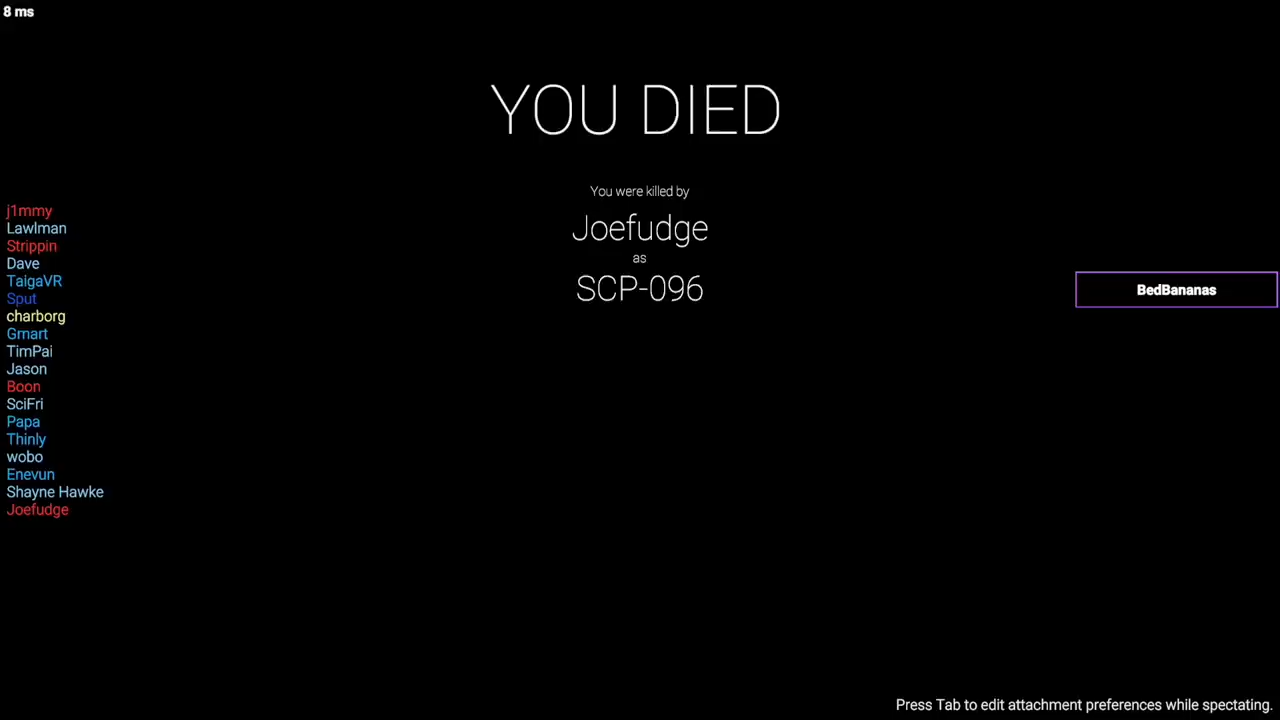 8 ms
YOU DIED
You were killed by
Joefudge
as
SCP-096
j1mmy
Lawlman
Strippin
Dave
TaigaVR
Sput
charborg
Gmart
TimPai
Jason
Boon
SciFri
Papa
Thinly
wobo
Enevun
Shayne Hawke
Joefudge
BedBananas
Press Tab to edit attachment preferences while spectating.